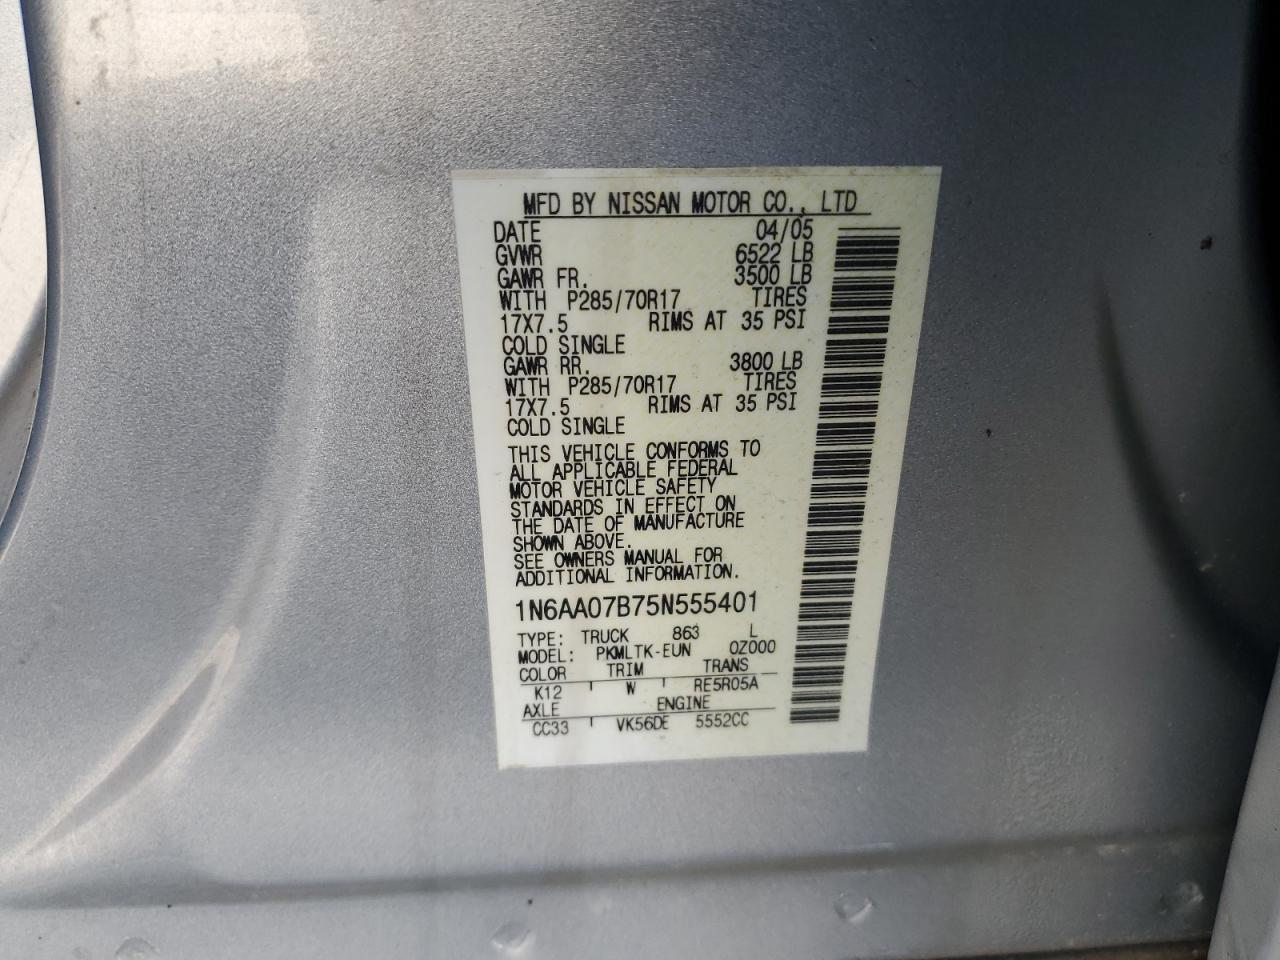 MFD BY NISSAN MOTOR CO., LTD
DATE 04/05
GVWR 6522 LB
GAWR FR. 3500 LB
WITH P285/70R17 TIRES
17X7.5 RIMS AT 35 PSI
COLD SINGLE
GAWR RR. 3800 LB
WITH P285/70R17 TIRES
17X7.5 RIMS AT 35 PSI
COLD SINGLE
THIS VEHICLE CONFORMS TO
ALL APPLICABLE FEDERAL
MOTOR VEHICLE SAFETY
STANDARDS IN EFFECT ON
THE DATE OF MANUFACTURE
SHOWN ABOVE.
SEE OWNERS MANUAL FOR
ADDITIONAL INFORMATION.
1N6AA07B75N555401
TYPE: TRUCK 863 L
MODEL: PKMLTK-EUN 0Z000
COLOR TRIM TRANS
K12 W RE5R05A
AXLE ENGINE
CC33 VK56DE 5552CC